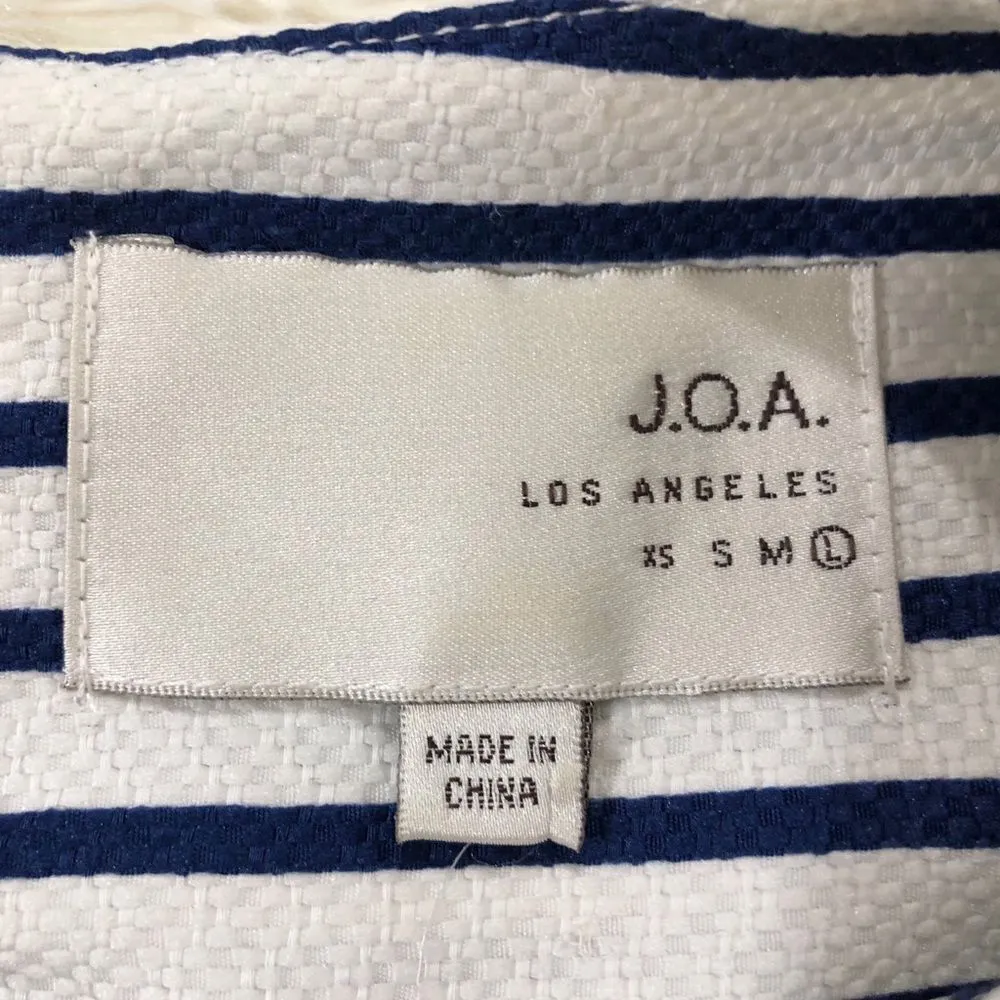 J.O.A.
LOS ANGELES
XS S M L
MADE IN
CHINA